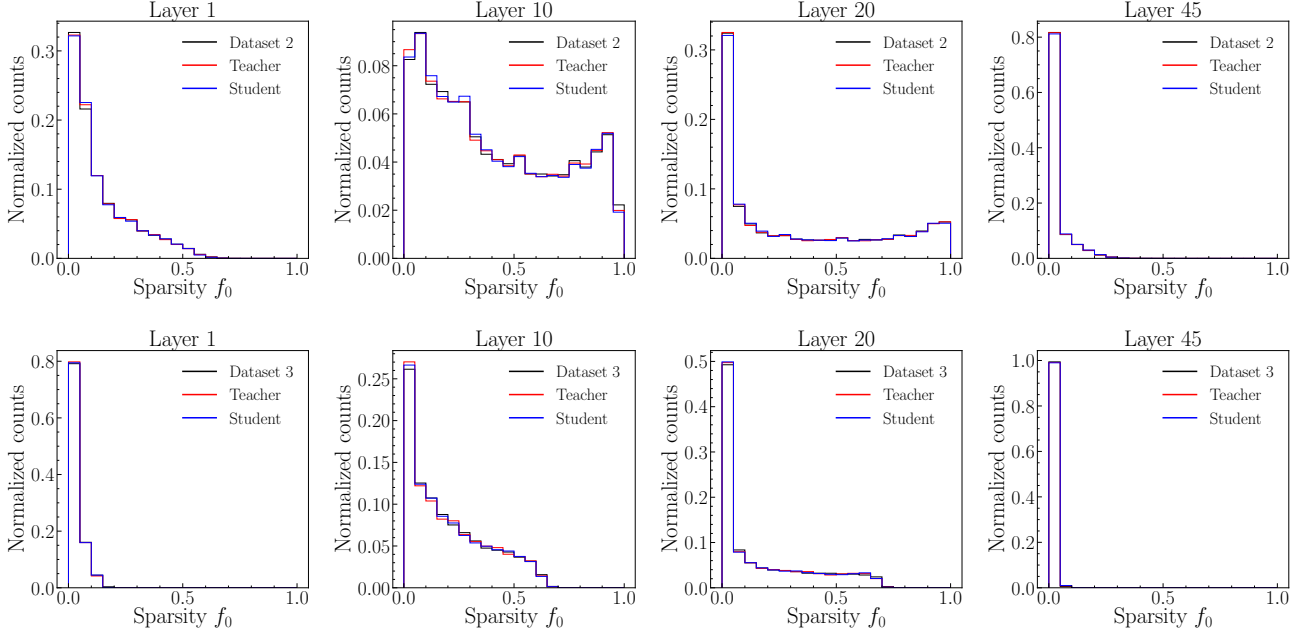 Layer 1
Normalized counts
0.3
0.2
0.1
0.0
Dataset 2
Teacher
Student
0.0 0.5 1.0
Sparsity f0
Layer 10
Normalized counts
0.08
0.06
0.04
0.02
0.00
Dataset 2
Teacher
Student
0.0 0.5 1.0
Sparsity f0
Layer 20
Normalized counts
0.3
0.2
0.1
0.0
Dataset 2
Teacher
Student
0.0 0.5 1.0
Sparsity f0
Layer 45
Normalized counts
0.8
0.6
0.4
0.2
0.0
Dataset 2
Teacher
Student
0.0 0.5 1.0
Sparsity f0
Layer 1
Normalized counts
0.8
0.6
0.4
0.2
0.0
Dataset 3
Teacher
Student
0.0 0.5 1.0
Sparsity f0
Layer 10
Normalized counts
0.25
0.20
0.15
0.10
0.05
0.00
Dataset 3
Teacher
Student
0.0 0.5 1.0
Sparsity f0
Layer 20
Normalized counts
0.5
0.4
0.3
0.2
0.1
0.0
Dataset 3
Teacher
Student
0.0 0.5 1.0
Sparsity f0
Layer 45
Normalized counts
1.0
0.8
0.6
0.4
0.2
0.0
Dataset 3
Teacher
Student
0.0 0.5 1.0
Sparsity f0